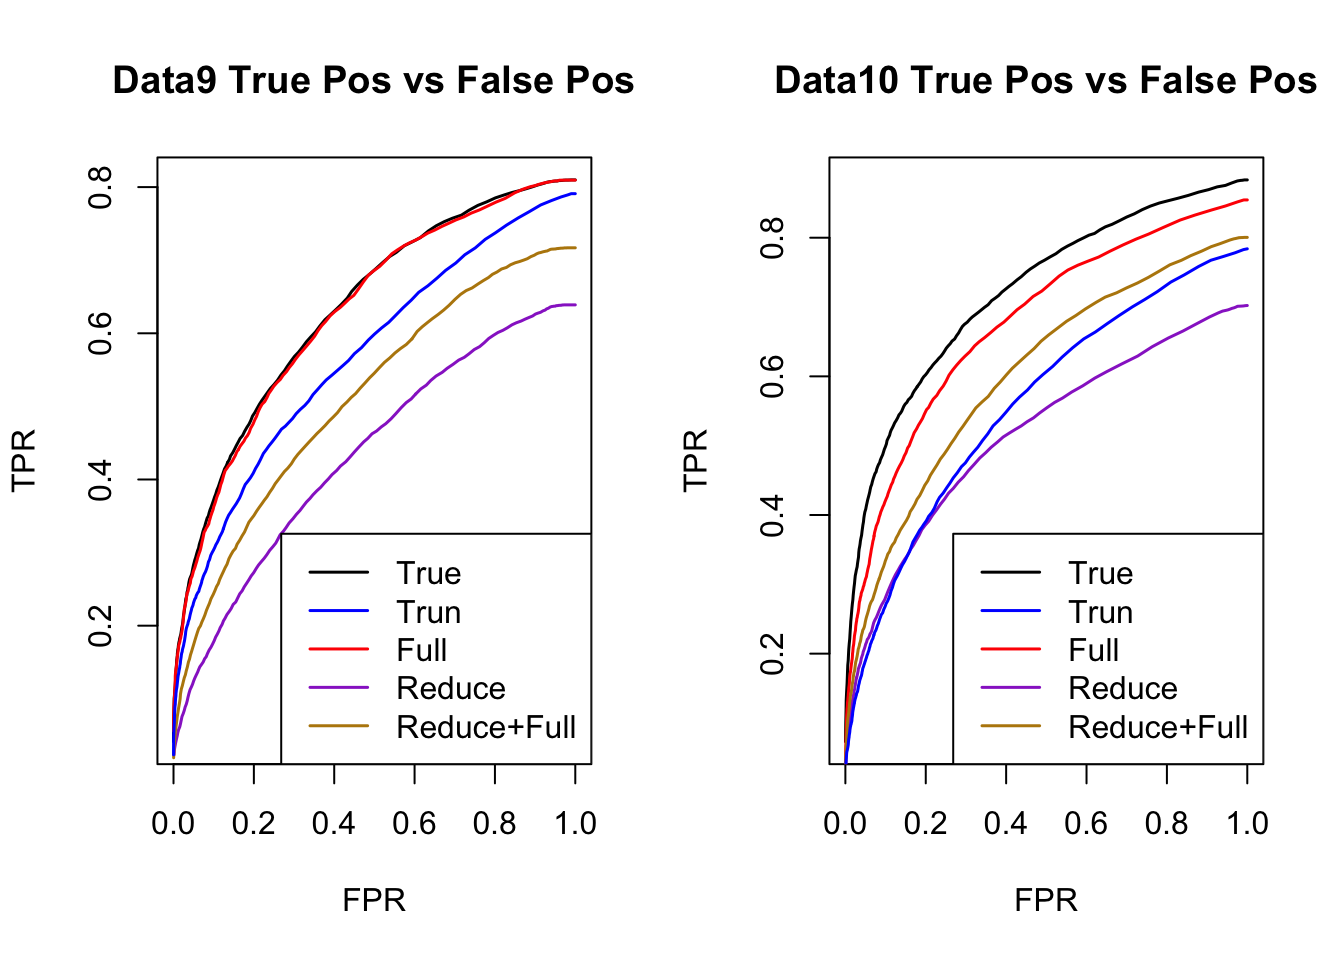 Data9 True Pos vs False Pos
TPR
0.8
0.6
0.4
0.2
True
Trun
Full
Reduce
Reduce+Full
0.0 0.2 0.4 0.6 0.8 1.0
FPR
Data10 True Pos vs False Pos
TPR
0.8
0.6
0.4
0.2
True
Trun
Full
Reduce
Reduce+Full
0.0 0.2 0.4 0.6 0.8 1.0
FPR